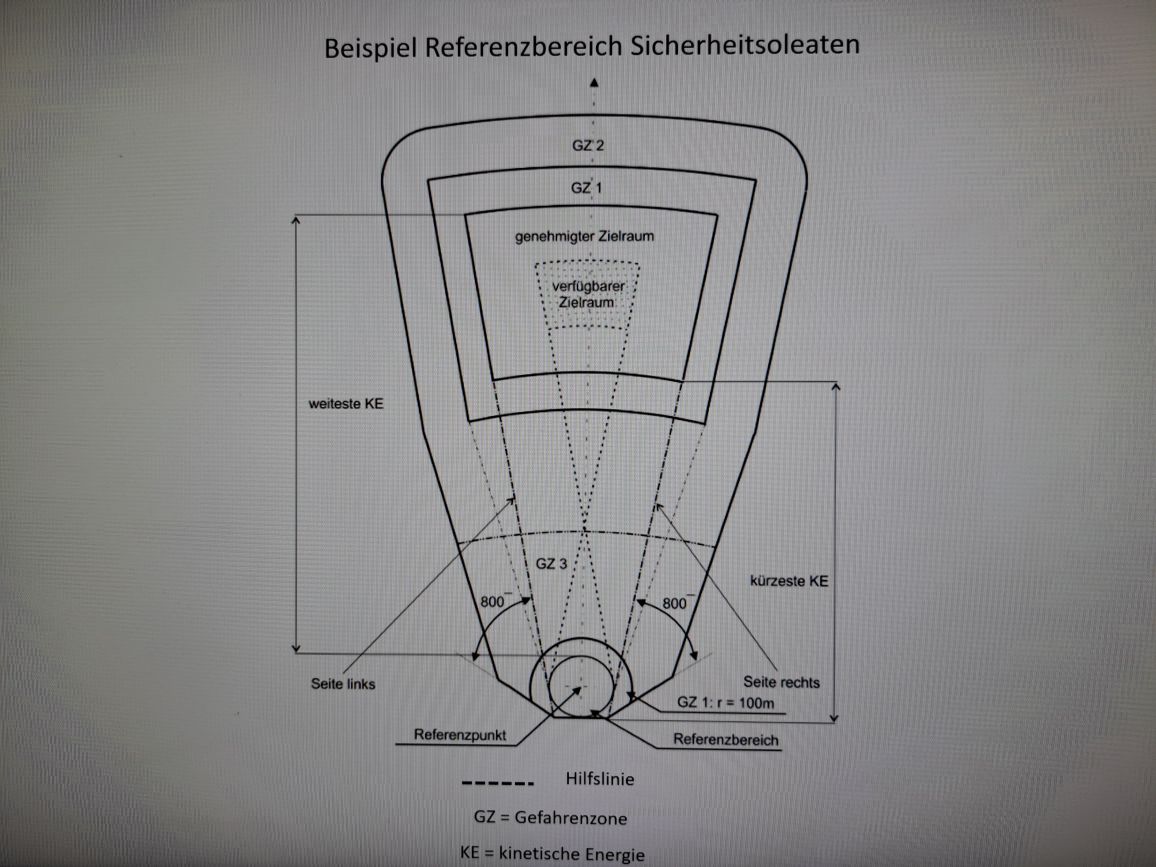 Beispiel Referenzbereich Sicherheitsoleaten
GZ 2
GZ 1
genehmigter Zielraum
verfügbarer
Zielraum
weiteste KE
GZ 3
kürzeste KE
800¯
800¯
Seite links
Seite rechts
GZ 1: r = 100m
Referenzpunkt
Referenzbereich
Hilfslinie
GZ = Gefahrenzone
KE = kinetische Energie